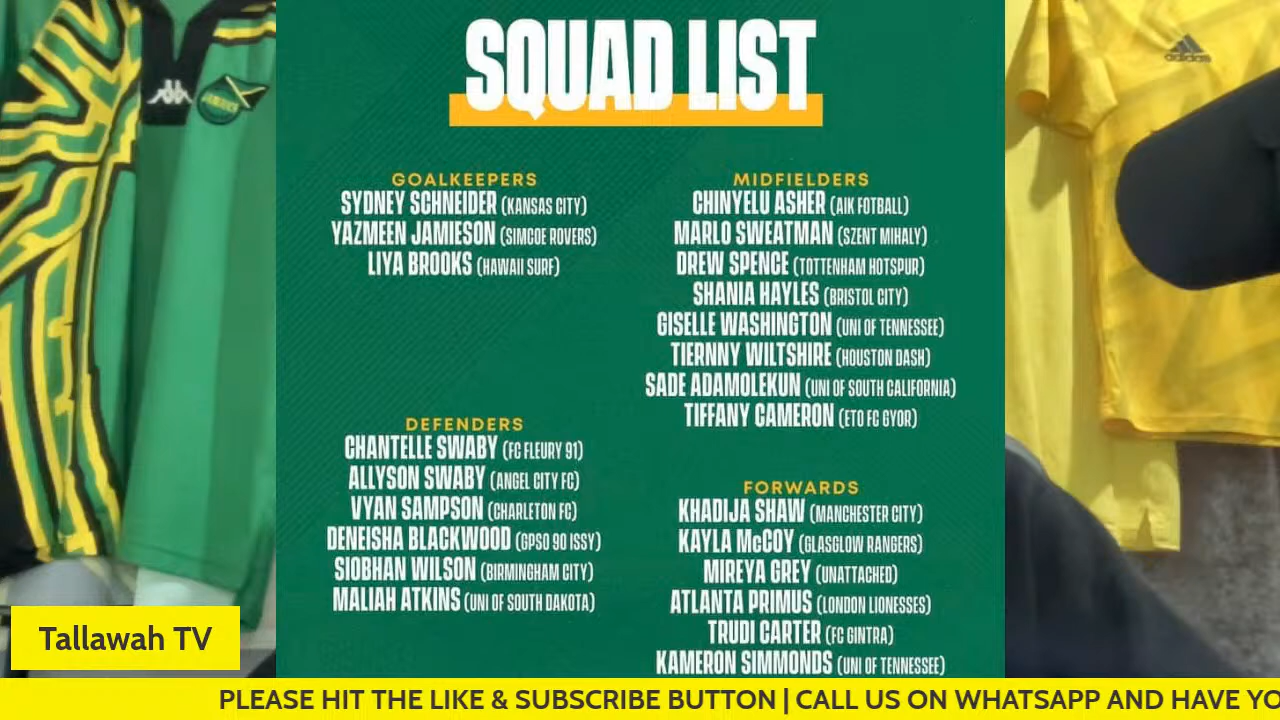 SQUAD LIST
GOALKEEPERS
SYDNEY SCHNEIDER (KANSAS CITY)
YAZMEEN JAMIESON (SIMCOE ROVERS)
LIYA BROOKS (HAWAII SURF)
DEFENDERS
CHANTELLE SWABY (FC FLEURY 91)
ALLYSON SWABY (ANGEL CITY FC)
VYAN SAMPSON (CHARLETON FC)
DENEISHA BLACKWOOD (GPSO 90 ISSY)
SIOBHAN WILSON (BIRMINGHAM CITY)
MALIAH ATKINS (UNI OF SOUTH DAKOTA)
MIDFIELDERS
CHINYELU ASHER (AIK FOTBALL)
MARLO SWEATMAN (SZENT MIHALY)
DREW SPENCE (TOTTENHAM HOTSPUR)
SHANIA HAYLES (BRISTOL CITY)
GISELLE WASHINGTON (UNI OF TENNESSEE)
TIERNNY WILTSHIRE (HOUSTON DASH)
SADE ADAMOLEKUN (UNI OF SOUTH CALIFORNIA)
TIFFANY CAMERON (ETO FC GYOR)
FORWARDS
KHADIJA SHAW (MANCHESTER CITY)
KAYLA McCOY (GLASGLOW RANGERS)
MIREYA GREY (UNATTACHED)
ATLANTA PRIMUS (LONDON LIONESSES)
TRUDI CARTER (FC GINTRA)
KAMERON SIMMONDS (UNI OF TENNESSEE)
adidas
Tallawah TV
PLEASE HIT THE LIKE & SUBSCRIBE BUTTON | CALL US ON WHATSAPP AND HAVE YO